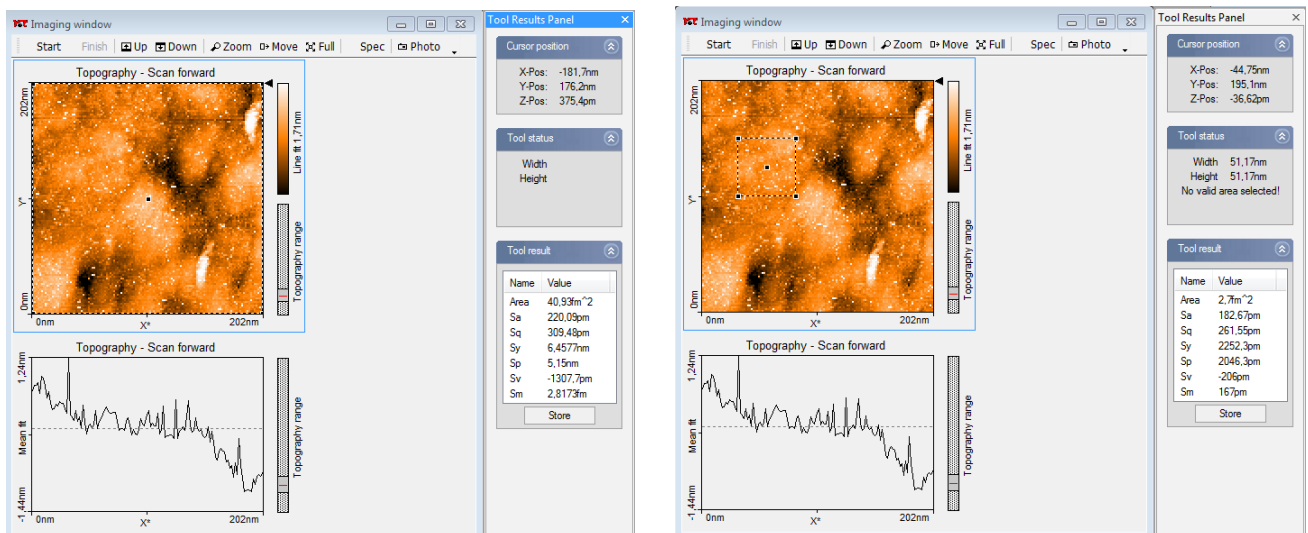 Imaging window
Start Finish Up Down Zoom Move Full Spec Photo
Topography - Scan forward
202nm
Y*
0nm
0nm X* 202nm
Line fit 1,71nm
Topography range
Topography - Scan forward
1,24nm
Mean fit
-1,44nm
0nm X* 202nm
Topography range
Tool Results Panel
Cursor position
X-Pos: -181,7nm
Y-Pos: 176,2nm
Z-Pos: 375,4pm
Tool status
Width
Height
Tool result
Name Value
Area 40,93fm^2
Sa 220,09pm
Sq 309,48pm
Sy 6,4577nm
Sp 5,15nm
Sv -1307,7pm
Sm 2,8173fm
Store
Imaging window
Start Finish Up Down Zoom Move Full Spec Photo
Topography - Scan forward
202nm
Y*
0nm
0nm X* 202nm
Line fit 1,71nm
Topography range
Topography - Scan forward
1,24nm
Mean fit
-1,44nm
0nm X* 202nm
Topography range
Tool Results Panel
Cursor position
X-Pos: -44,75nm
Y-Pos: 195,1nm
Z-Pos: -36,62pm
Tool status
Width 51,17nm
Height 51,17nm
No valid area selected!
Tool result
Name Value
Area 2,7fm^2
Sa 182,67pm
Sq 261,55pm
Sy 2252,3pm
Sp 2046,3pm
Sv -206pm
Sm 167pm
Store